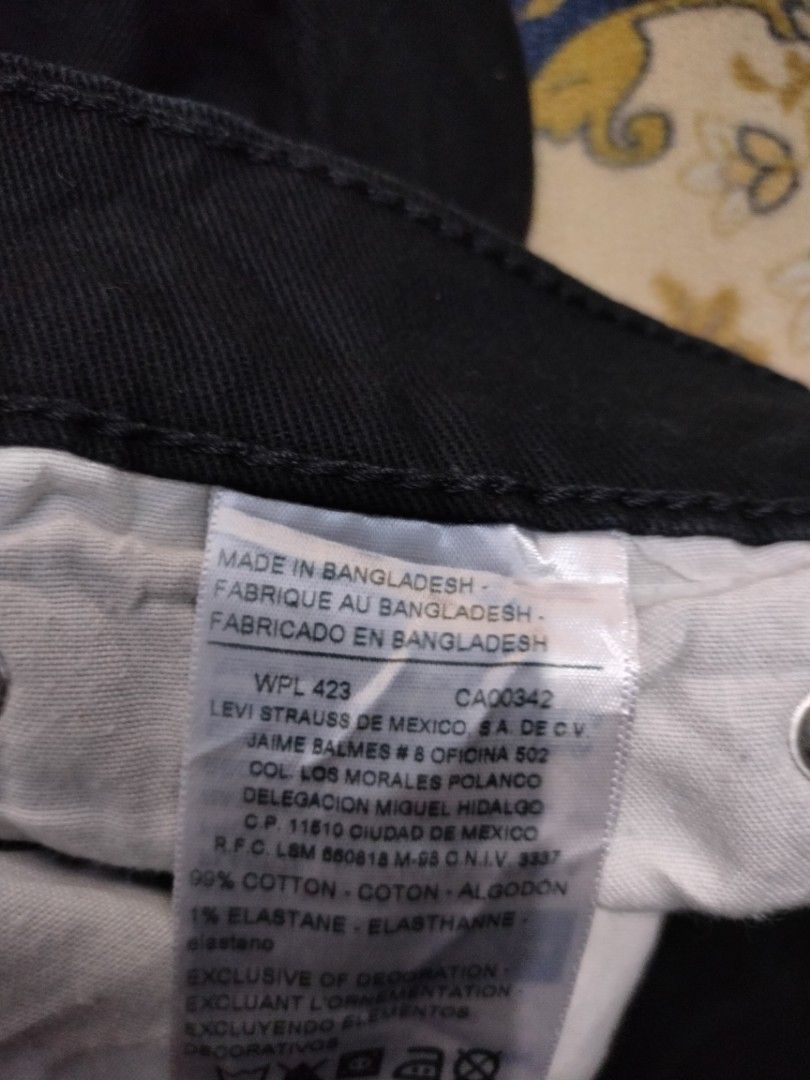 MADE IN BANGLADESH -
FABRIQUE AU BANGLADESH -
FABRICADO EN BANGLADESH
WPL 423 CA00342
LEVI STRAUSS DE MEXICO, S.A. DE C.V.
JAIME BALMES # 8 OFICINA 502
COL. LOS MORALES POLANCO
DELEGACION MIGUEL HIDALGO
C.P. 11510 CIUDAD DE MEXICO
R.F.C. LSM 650818 M-98 C.N.I.V. 3337
99% COTTON - COTON - ALGODÓN
1% ELASTANE - ELASTHANNE -
elastano
EXCLUSIVE OF DECORATION -
EXCLUANT L'ORNEMENTATION -
EXCLUYENDO ELEMENTOS
DECORATIVOS